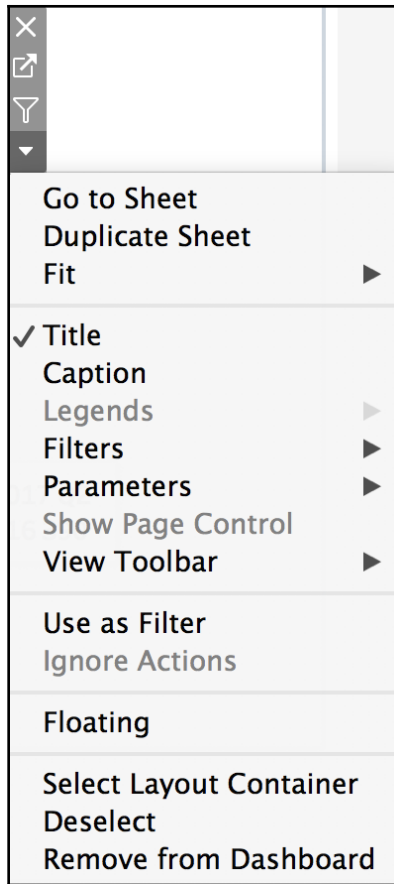 Go to Sheet
Duplicate Sheet
Fit
Title
Caption
Legends
Filters
Parameters
Show Page Control
View Toolbar
Use as Filter
Ignore Actions
Floating
Select Layout Container
Deselect
Remove from Dashboard